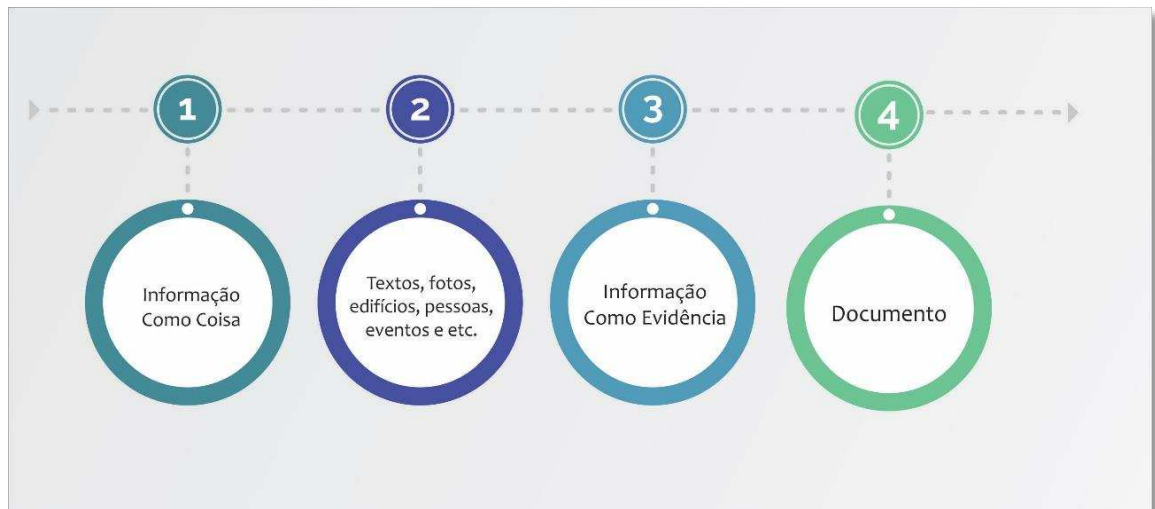 1
2
3
4
Informação
Como Coisa
Textos, fotos,
edifícios, pessoas,
eventos e etc.
Informação
Como Evidência
Documento